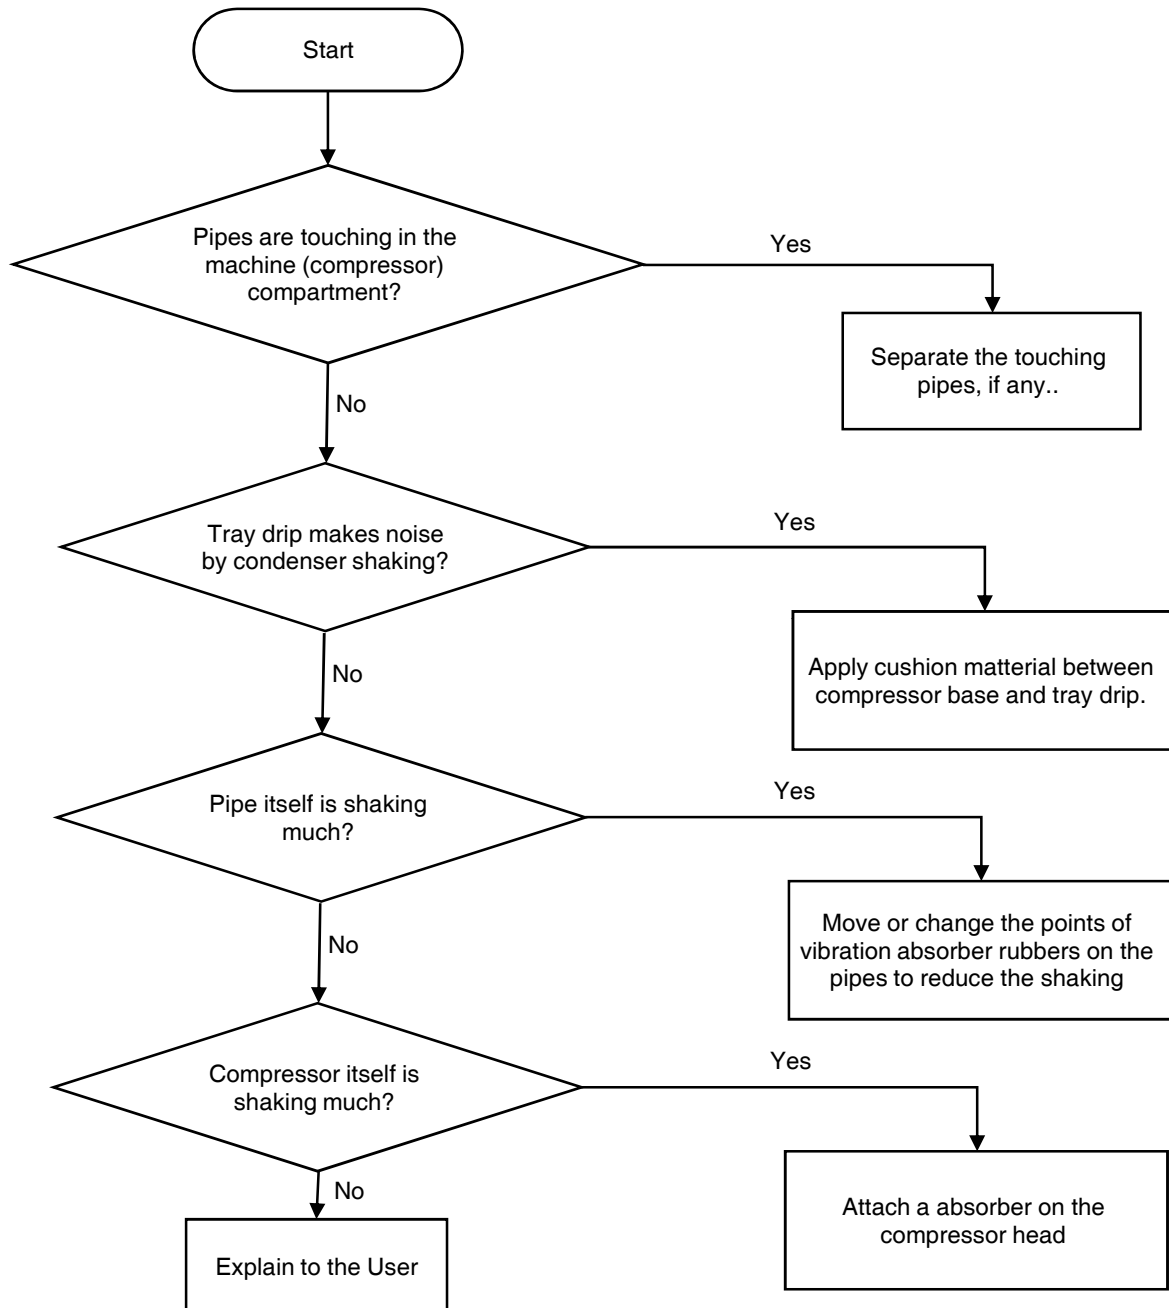 Start
Pipes are touching in the
machine (compressor)
compartment?
Yes
Separate the touching
pipes, if any..
No
Tray drip makes noise
by condenser shaking?
Yes
Apply cushion matterial between
compressor base and tray drip.
No
Pipe itself is shaking
much?
Yes
Move or change the points of
vibration absorber rubbers on the
pipes to reduce the shaking
No
Compressor itself is
shaking much?
Yes
Attach a absorber on the
compressor head
No
Explain to the User